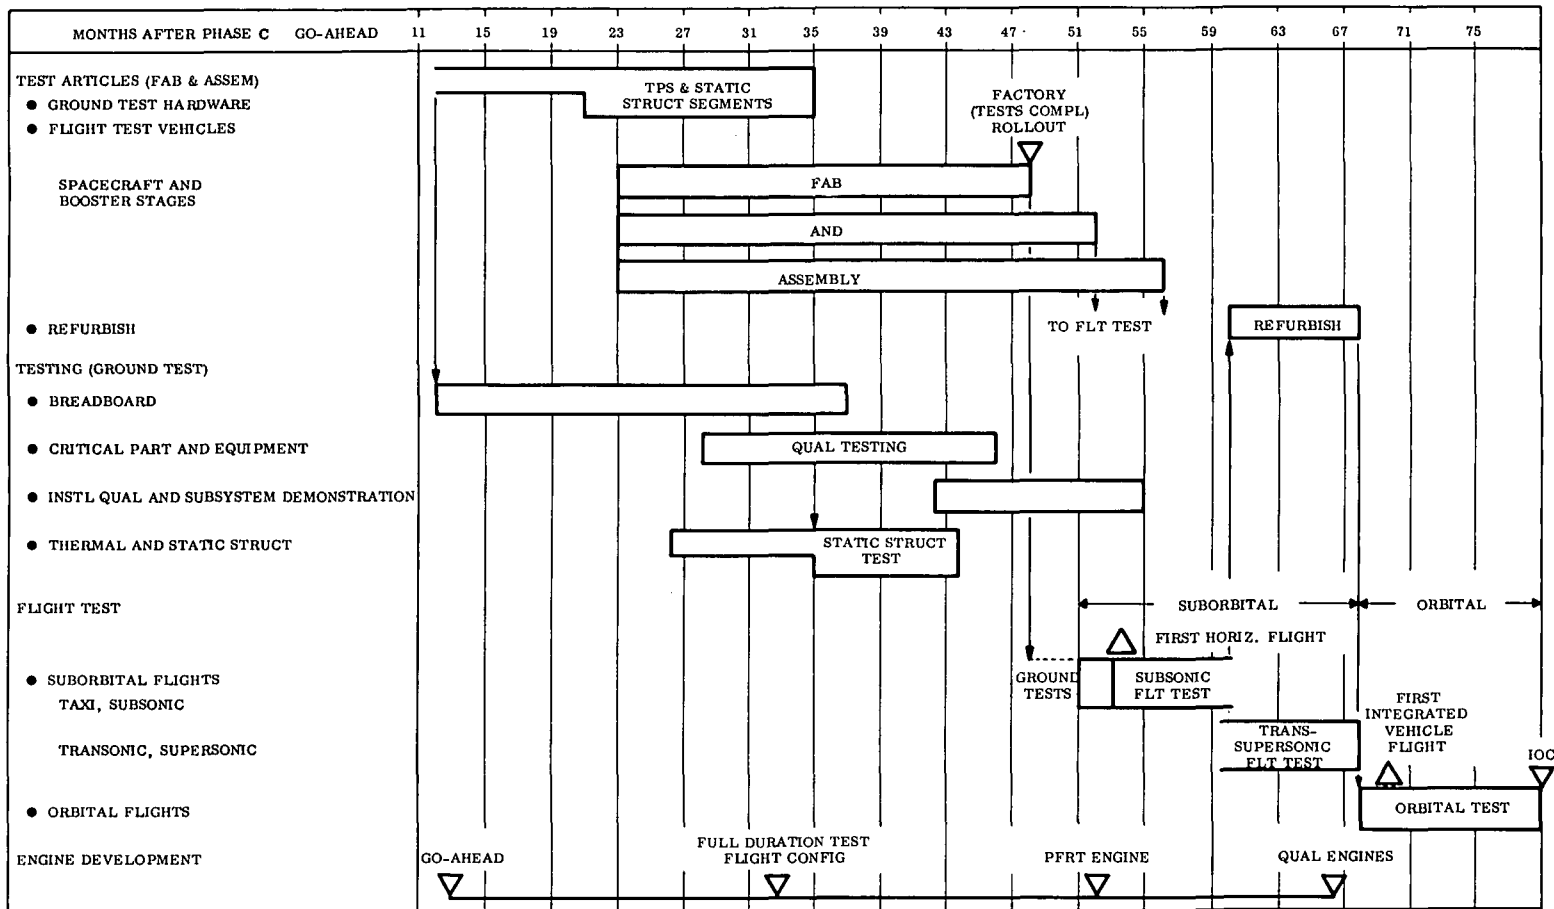 MONTHS AFTER PHASE C GO-AHEAD 11 15 19 23 27 31 35 39 43 47 51 55 59 63 67 71 75
TEST ARTICLES (FAB & ASSEM)
● GROUND TEST HARDWARE
● FLIGHT TEST VEHICLES
TPS & STATIC
STRUCT SEGMENTS
FACTORY
(TESTS COMPL)
ROLLOUT
SPACECRAFT AND
BOOSTER STAGES
FAB
AND
ASSEMBLY
TO FLT TEST
● REFURBISH
REFURBISH
TESTING (GROUND TEST)
● BREADBOARD
● CRITICAL PART AND EQUIPMENT
QUAL TESTING
● INSTL QUAL AND SUBSYSTEM DEMONSTRATION
● THERMAL AND STATIC STRUCT
STATIC STRUCT
TEST
FLIGHT TEST
SUBORBITAL
ORBITAL
FIRST HORIZ. FLIGHT
● SUBORBITAL FLIGHTS
TAXI, SUBSONIC
GROUND
TESTS
SUBSONIC
FLT TEST
TRANSONIC, SUPERSONIC
TRANS-
SUPERSONIC
FLT TEST
FIRST
INTEGRATED
VEHICLE
FLIGHT
IOC
● ORBITAL FLIGHTS
ORBITAL TEST
ENGINE DEVELOPMENT
GO-AHEAD
FULL DURATION TEST
FLIGHT CONFIG
PFRT ENGINE
QUAL ENGINES